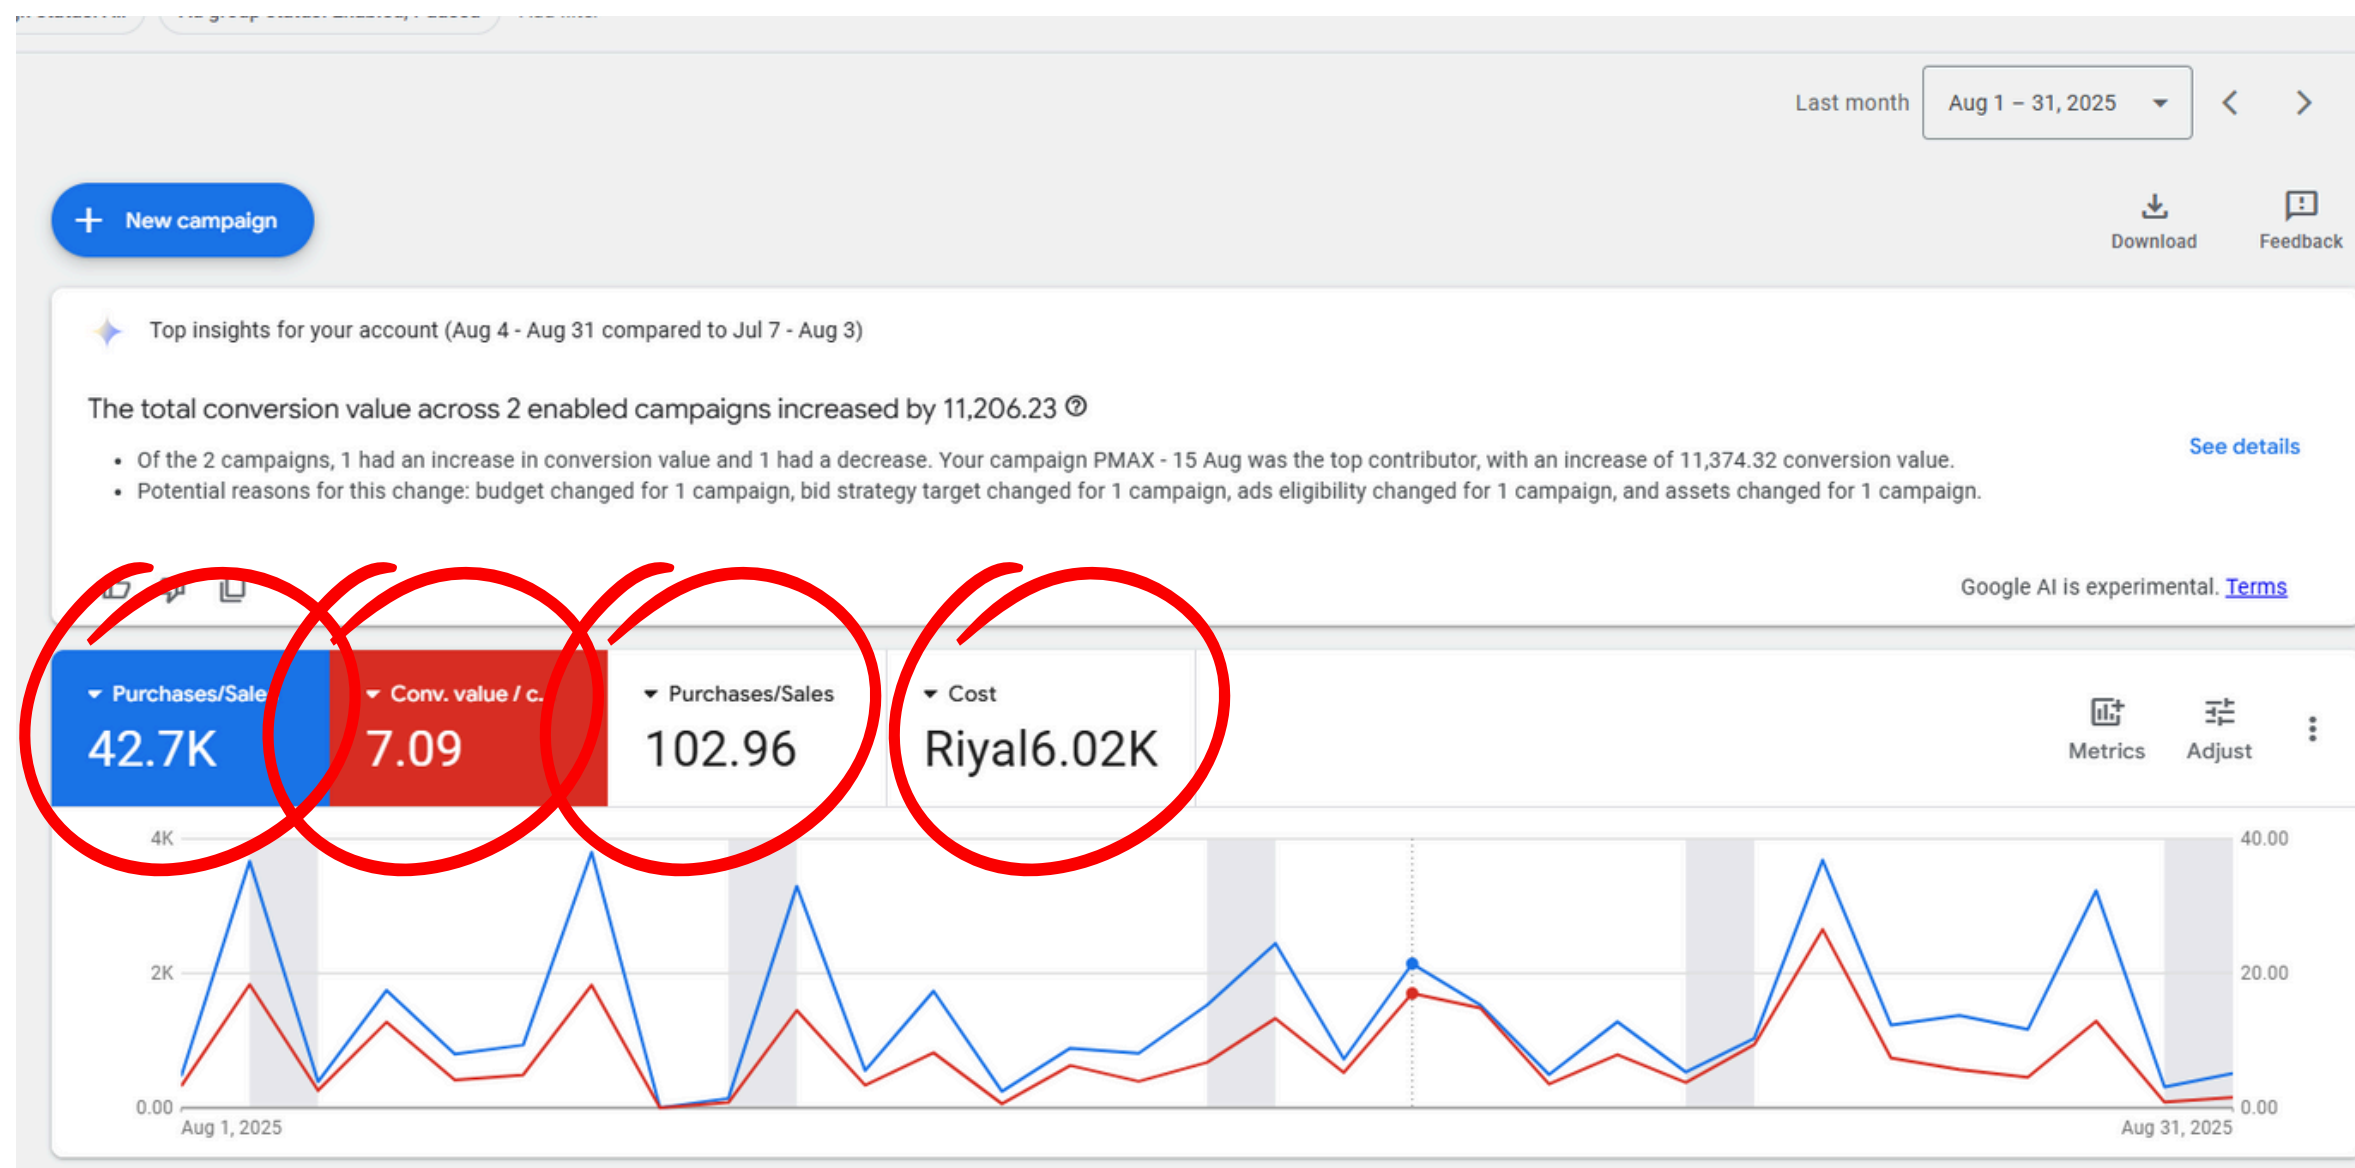 Last month
Aug 1 – 31, 2025
New campaign
Download
Feedback
Top insights for your account (Aug 4 - Aug 31 compared to Jul 7 - Aug 3)
The total conversion value across 2 enabled campaigns increased by 11,206.23
See details
• Of the 2 campaigns, 1 had an increase in conversion value and 1 had a decrease. Your campaign PMAX - 15 Aug was the top contributor, with an increase of 11,374.32 conversion value.
• Potential reasons for this change: budget changed for 1 campaign, bid strategy target changed for 1 campaign, ads eligibility changed for 1 campaign, and assets changed for 1 campaign.
Google AI is experimental. Terms
Purchases/Sale
42.7K
Conv. value / c.
7.09
Purchases/Sales
102.96
Cost
Riyal6.02K
Metrics
Adjust
4K
40.00
2K
20.00
0.00
0.00
Aug 1, 2025
Aug 31, 2025